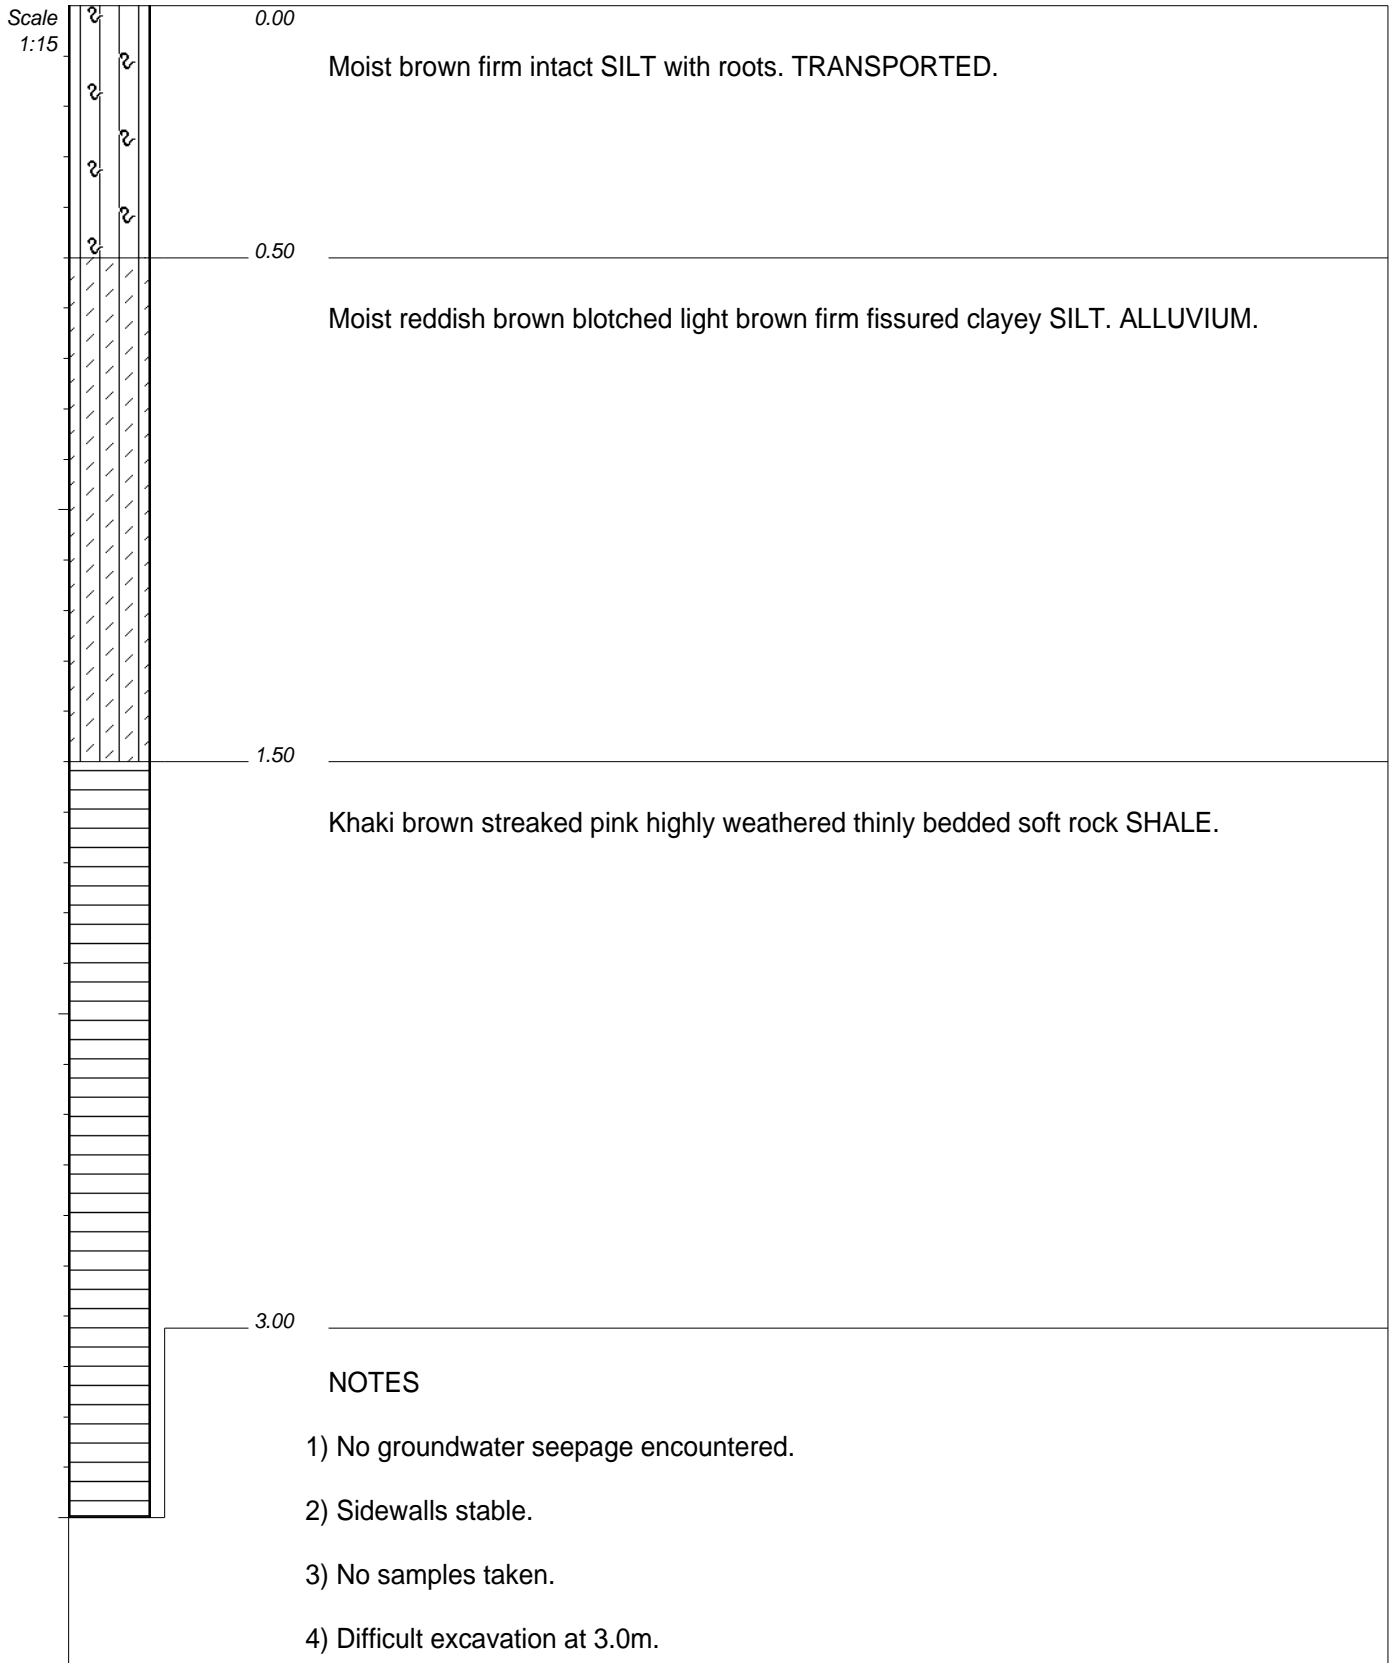 Scale
1:15
0.00
Moist brown firm intact SILT with roots. TRANSPORTED.
0.50
Moist reddish brown blotched light brown firm fissured clayey SILT. ALLUVIUM.
1.50
Khaki brown streaked pink highly weathered thinly bedded soft rock SHALE.
3.00
NOTES
1) No groundwater seepage encountered.
2) Sidewalls stable.
3) No samples taken.
4) Difficult excavation at 3.0m.